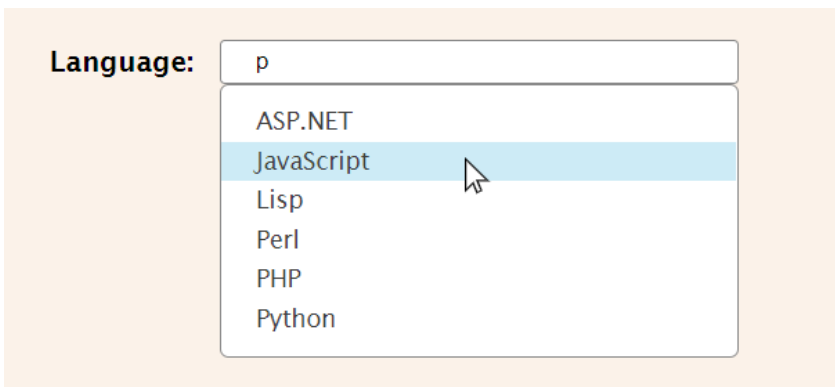 Language: p
ASP.NET
JavaScript
Lisp
Perl
PHP
Python